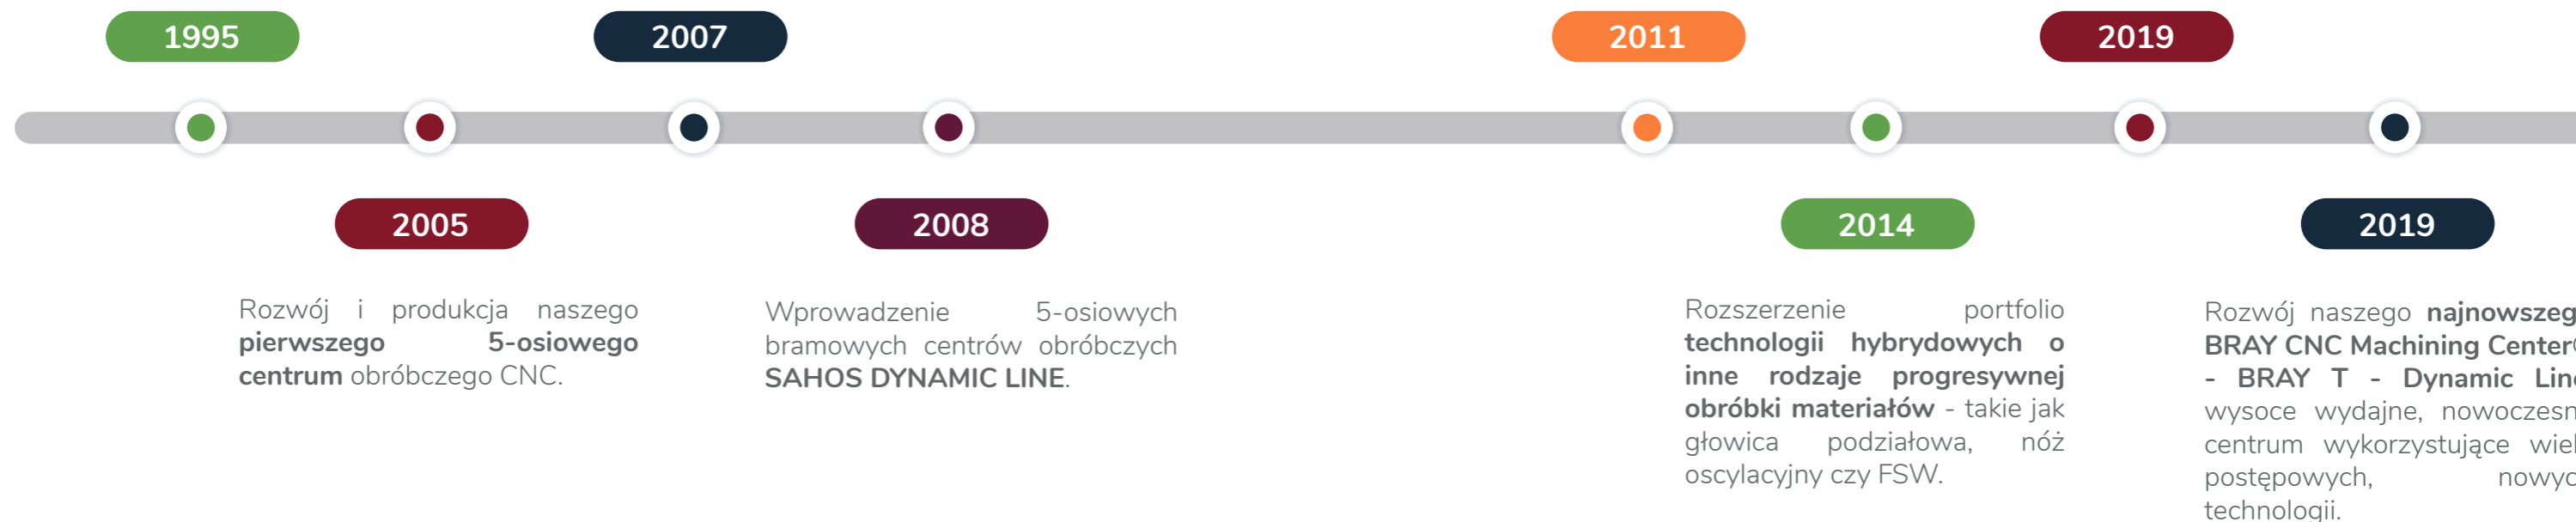 1995
2007
2011
2019
2005
2008
2014
2019
Rozwój i produkcja naszego
pierwszego 5-osiowego
centrum obróbczego CNC.
Wprowadzenie 5-osiowych
bramowych centrów obróbczych
SAHOS DYNAMIC LINE.
Rozszerzenie portfolio
technologii hybrydowych o
inne rodzaje progresywnej
obróbki materiałów - takie jak
głowica podziałowa, nóż
oscylacyjny czy FSW.
Rozwój naszego
BRAY CNC Machining Center
- BRAY T - Dynamic
wysoce wydajne,
centrum wykorzystujące
postępowych,
technologii.